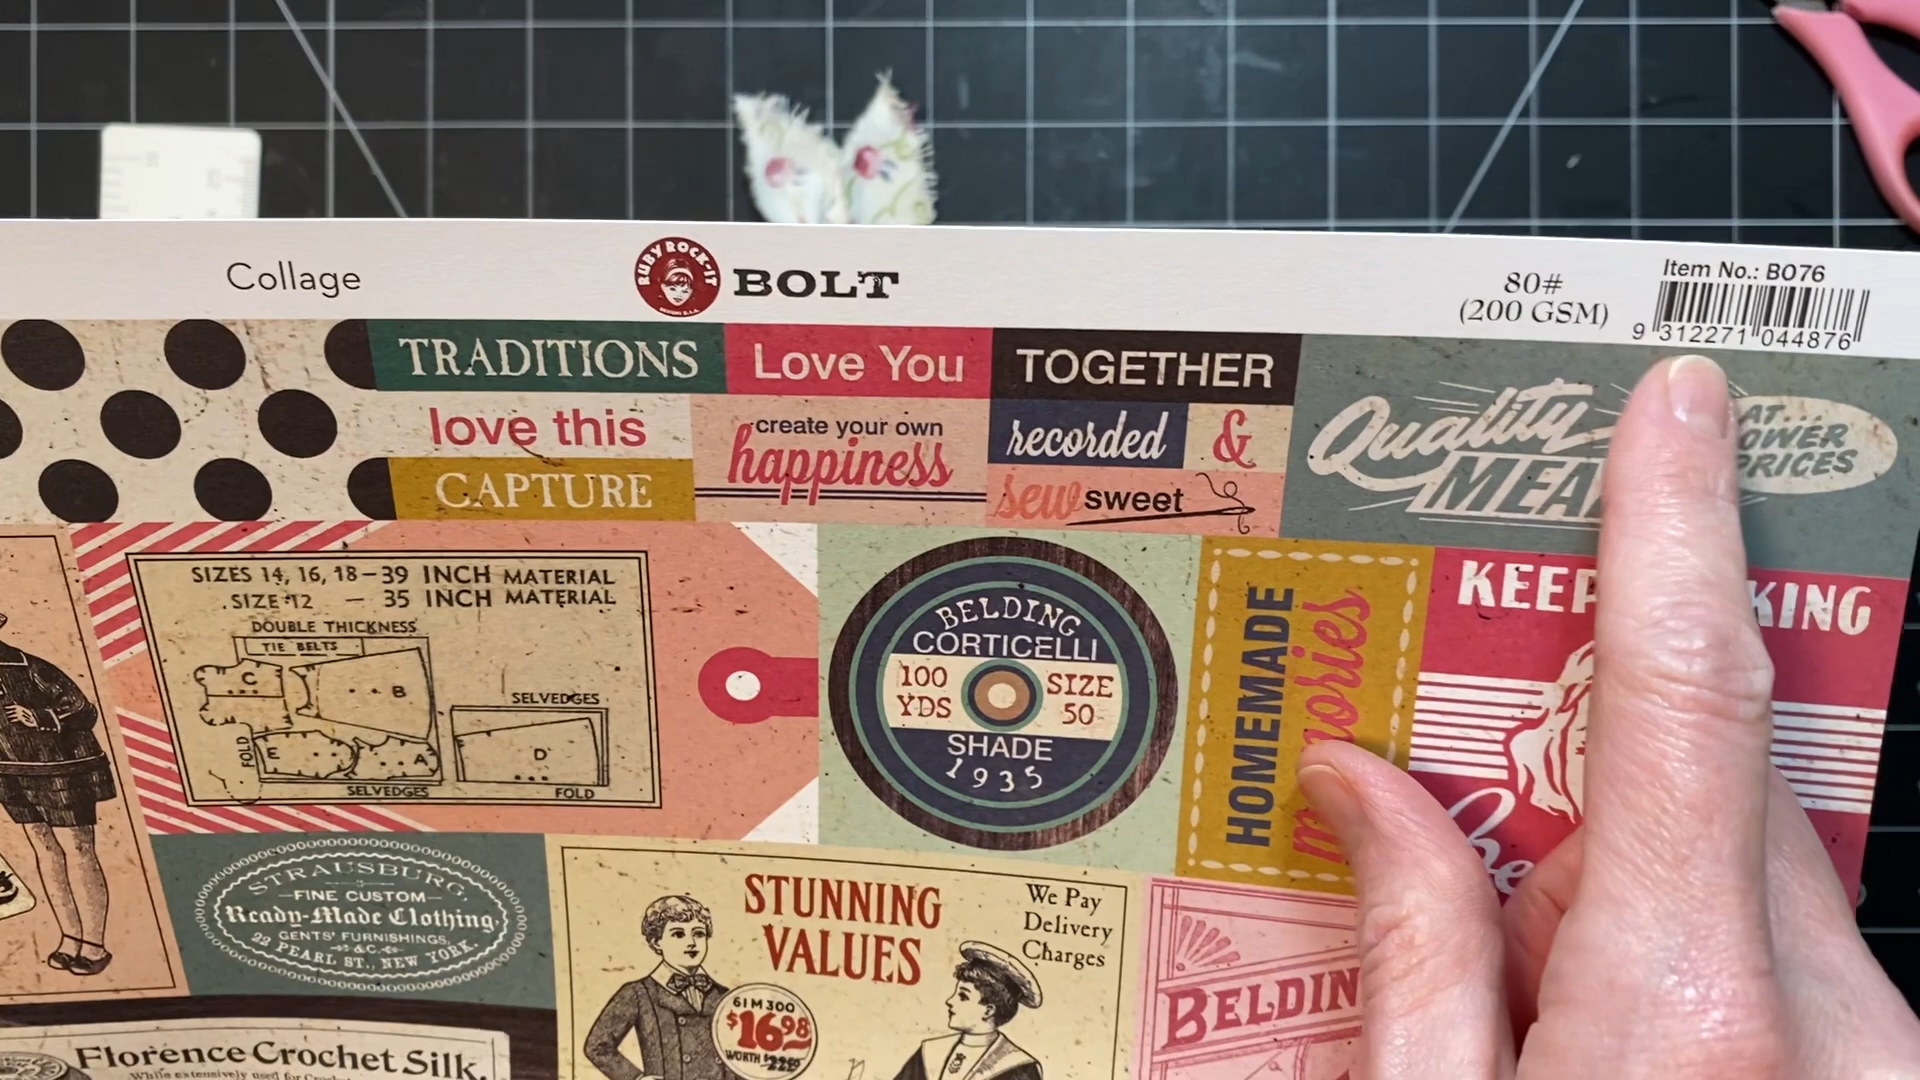 Collage
RUBY ROCK-IT
BOLT
80#
(200 GSM)
Item No.: BO76
9 312271 044876
TRADITIONS
Love You
TOGETHER
love this
create your own
happiness
recorded
&
CAPTURE
sew sweet
Quality
AT
PRICES
SIZES 14, 16, 18-39 INCH MATERIAL
SIZE 12 - 35 INCH MATERIAL
DOUBLE THICKNESS
TIE BELTS
C
B
SELVEDGES
FOLD
E
A
D
SELVEDGES
FOLD
BELDING
CORTICELLI
100
YDS
SIZE
50
SHADE
1935
HOMEMADE
KEEP
STRAUSBURG,
FINE CUSTOM
Ready-Made Clothing,
GENTS' FURNISHINGS,
&C.
22 PEARL ST., NEW YORK.
STUNNING
VALUES
We Pay
Delivery
Charges
61M300
$16.98
WORTH $22.50
Florence Crochet Silk.